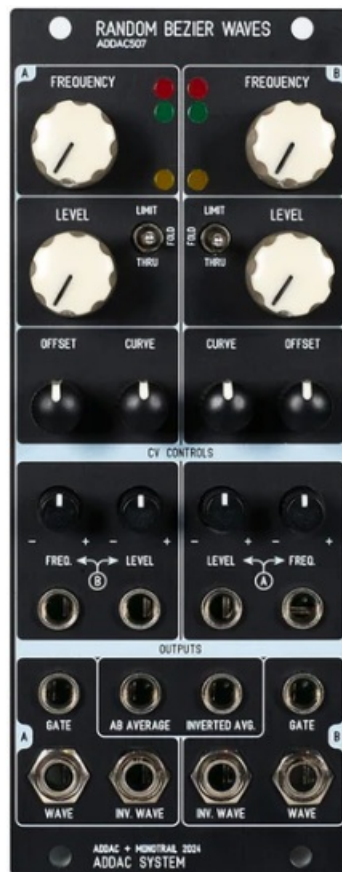 RANDOM BEZIER WAVES
ADDAC507
A
FREQUENCY
FREQUENCY
B
LEVEL
LIMIT
FOLD
THRU
LIMIT
FOLD
THRU
LEVEL
OFFSET
CURVE
CURVE
OFFSET
CV CONTROLS
- + - + - + - +
FREQ. LEVEL LEVEL FREQ.
B A
OUTPUTS
GATE
AB AVERAGE
INVERTED AVG.
GATE
A
B
WAVE
INV. WAVE
INV. WAVE
WAVE
ADDAC + MONOTRAIL 2024
ADDAC SYSTEM